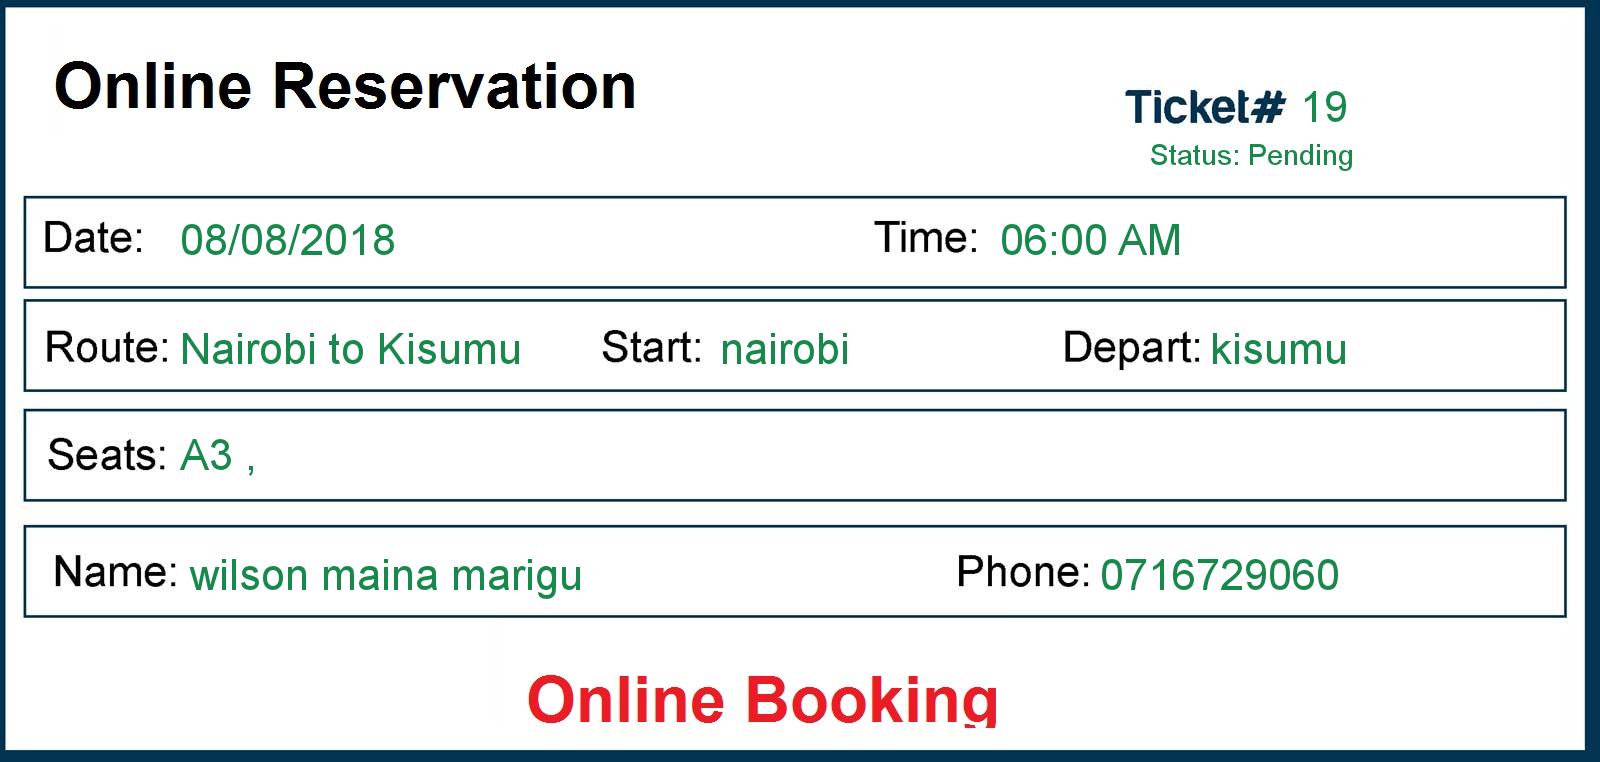 Online Reservation
Ticket# 19
Status: Pending
Date: 08/08/2018 Time: 06:00 AM
Route: Nairobi to Kisumu Start: nairobi Depart: kisumu
Seats: A3 ,
Name: wilson maina marigu Phone: 0716729060
Online Booking